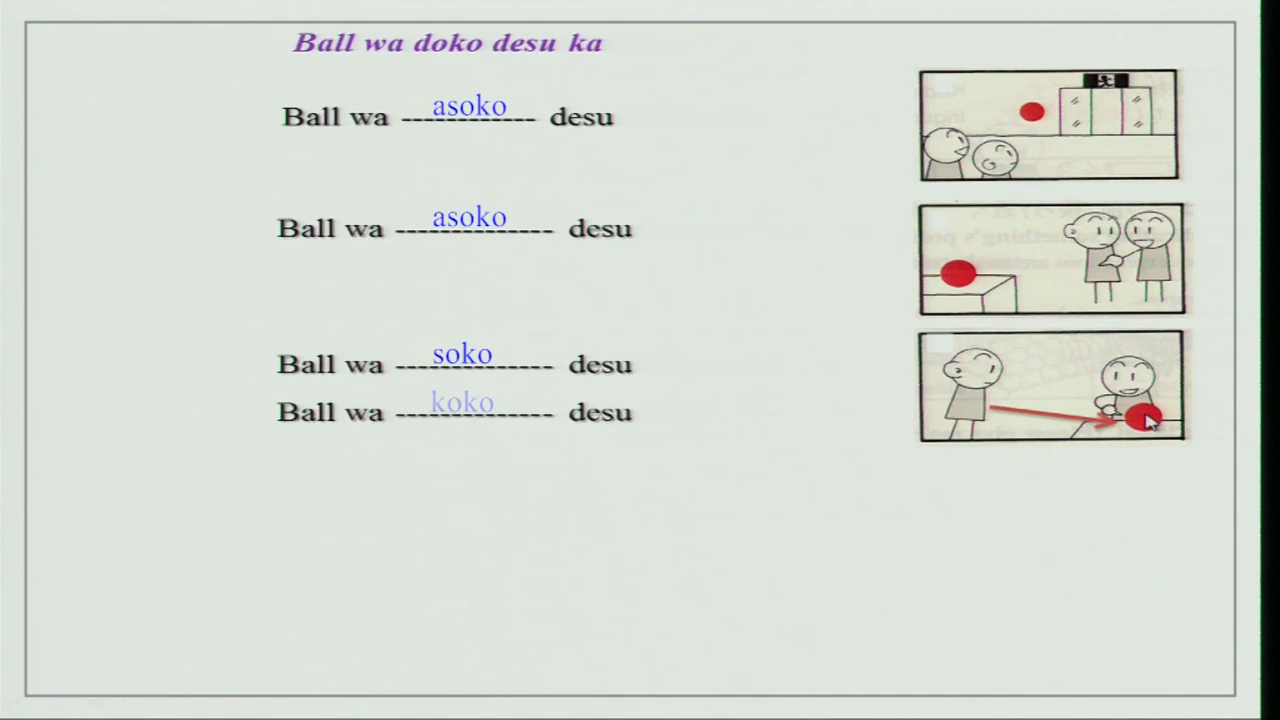 Ball wa doko desu ka
Ball wa ------------ desu
asoko
Ball wa -------------- desu
asoko
Ball wa -------------- desu
soko
Ball wa -------------- desu
koko